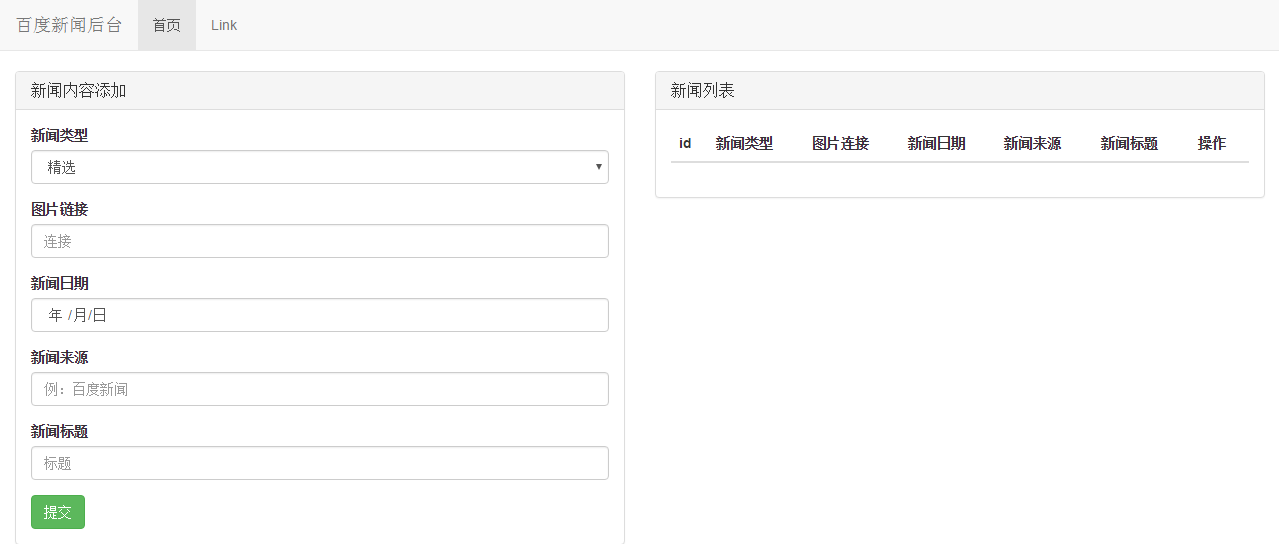 百度新闻后台 首页 Link
新闻内容添加
新闻类型
精选
图片链接
连接
新闻日期
年 /月/日
新闻来源
例：百度新闻
新闻标题
标题
提交
新闻列表
id 新闻类型 图片连接 新闻日期 新闻来源 新闻标题 操作